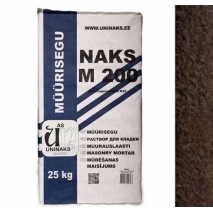 WWW.UNINAKS.EE
MÜÜRISEGU
NAKS
M 200
AS
UNINAKS
MÜÜRISEGU
РАСТВОР ДЛЯ КЛАДКИ
MUURAUSLAASTI
MASONRY MORTAR
MŪRĒŠANAS
MAISĪJUMS
25 kg